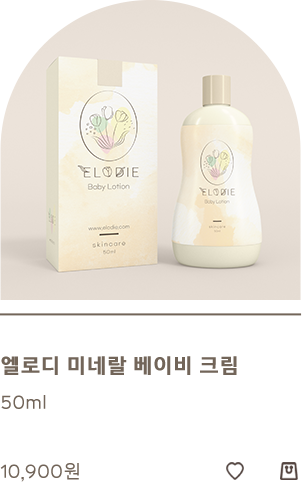 ELODIE
Baby Lotion
www.elodie.com
skincare
50ml
ELODIE
Baby Lotion
skincare
엘로디 미네랄 베이비 크림
50ml
10,900원